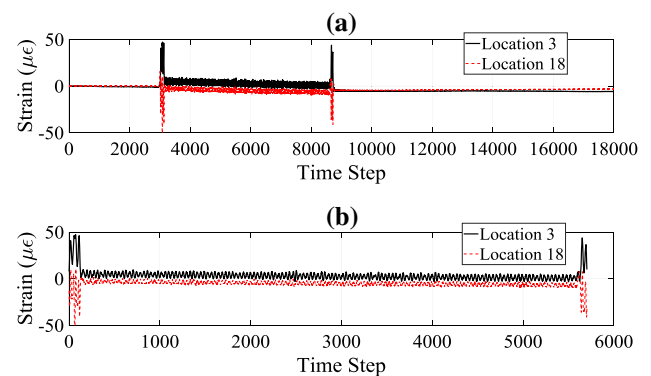 (a)
Strain (μϵ)
50
0
-50
Location 3
Location 18
0 2000 4000 6000 8000 10000 12000 14000 16000 18000
Time Step
(b)
Strain (μϵ)
50
0
-50
Location 3
Location 18
0 1000 2000 3000 4000 5000 6000
Time Step